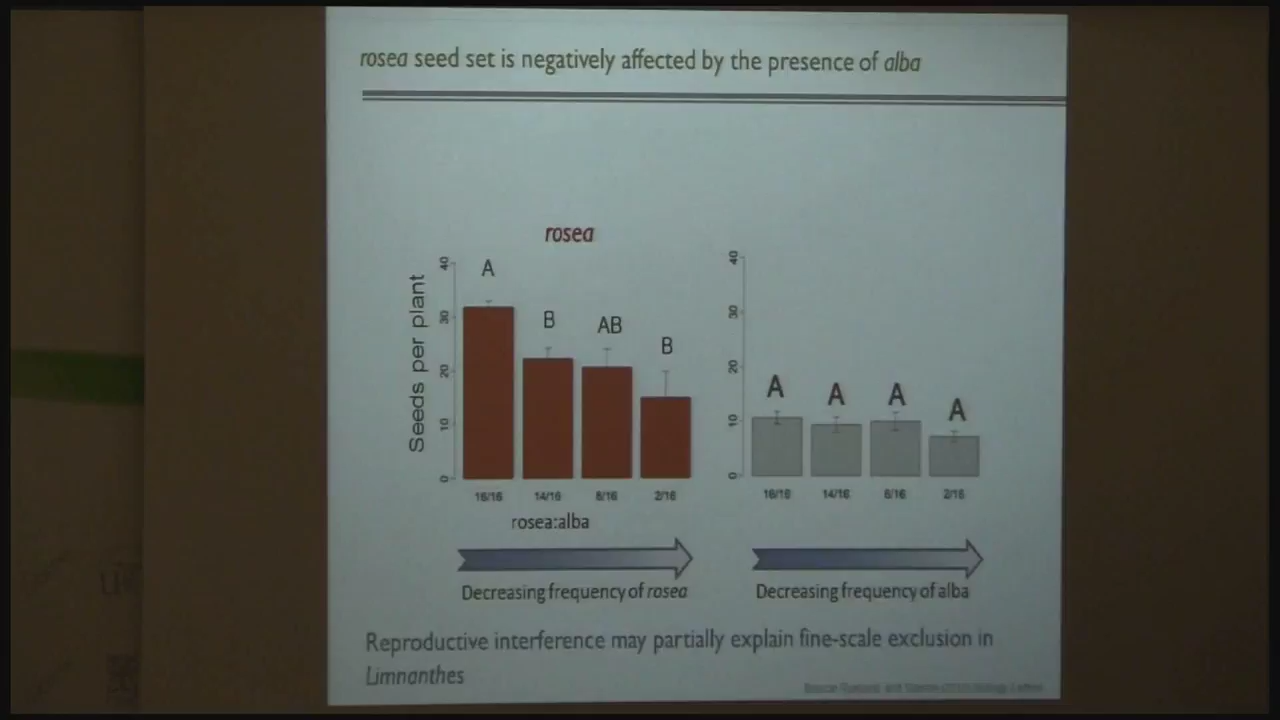 rosea seed set is negatively affected by the presence of alba
rosea
Seeds per plant
40
30
20
10
0
A
B
AB
B
16/16
14/16
8/16
2/16
rosea:alba
Decreasing frequency of rosea
40
30
20
10
0
A
A
A
A
16/16
14/16
8/16
2/16
Decreasing frequency of alba
Reproductive interference may partially explain fine-scale exclusion in
Limnanthes